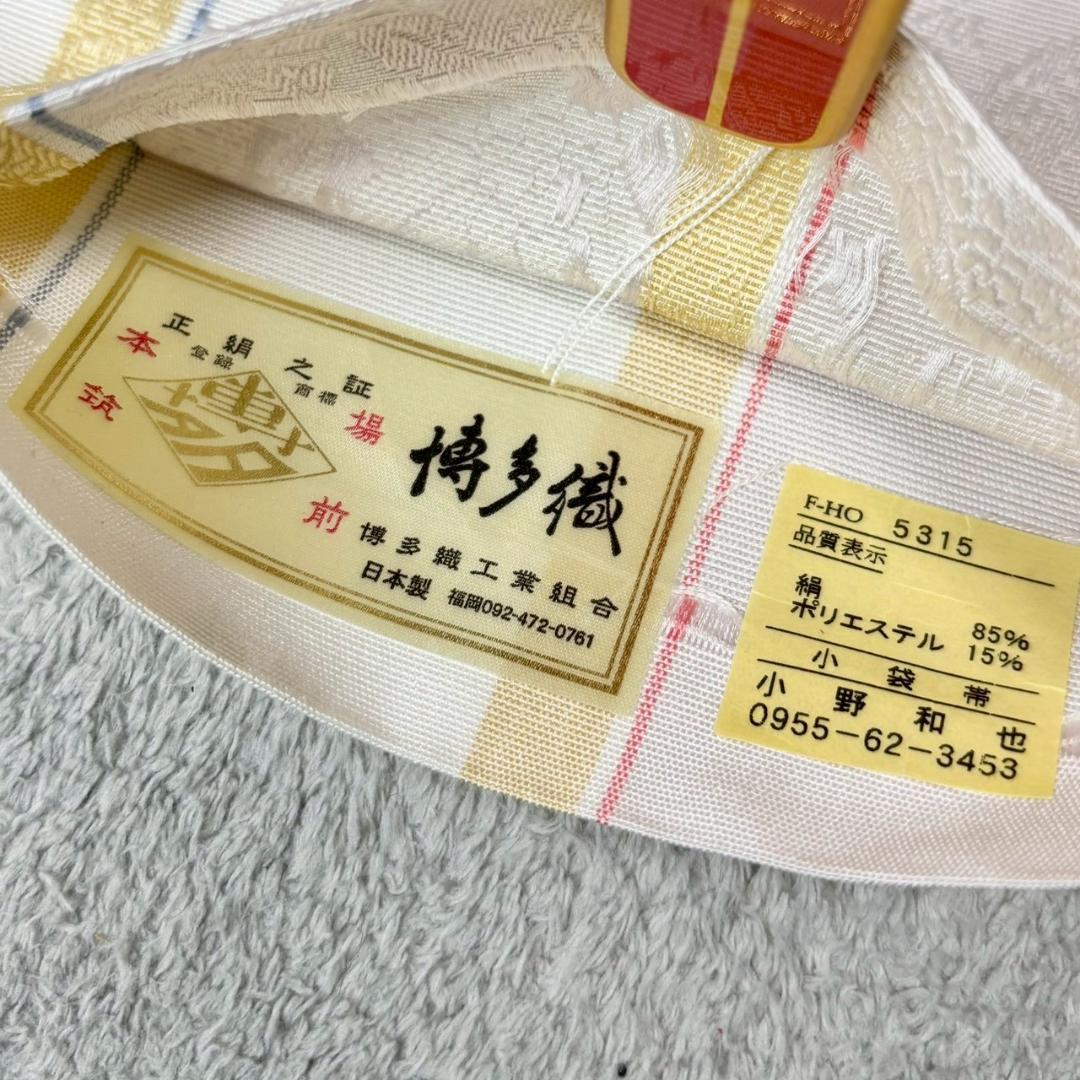 正絹之証
登録 商標
本場
筑前
博多
博多織
博多織工業組合
日本製 福岡092-472-0761
F-HO 5315
品質表示
絹 85%
ポリエステル 15%
小袋帯
小野和也
0955-62-3453